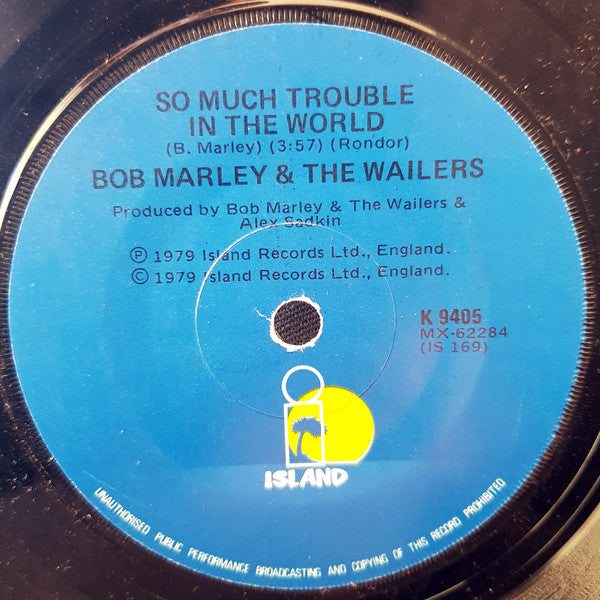 SO MUCH TROUBLE
IN THE WORLD
(B. Marley) (3:57) (Rondor)
BOB MARLEY & THE WAILERS
Produced by Bob Marley & The Wailers &
Alex Sadkin
Ⓟ 1979 Island Records Ltd., England.
© 1979 Island Records Ltd., England.
K 9405
MX-62284
(IS 169)
ISLAND
UNAUTHORISED PUBLIC PERFORMANCE BROADCASTING AND COPYING OF THIS RECORD PROHIBITED